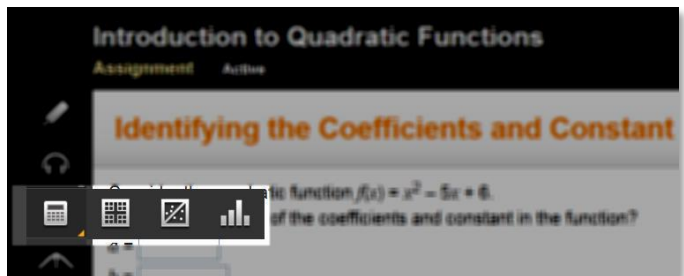 Introduction to Quadratic Functions
Assignment Active
Identifying the Coefficients and Constant
tic function f(x) = x² – 5x + 6.
of the coefficients and constant in the function?
a =
b =